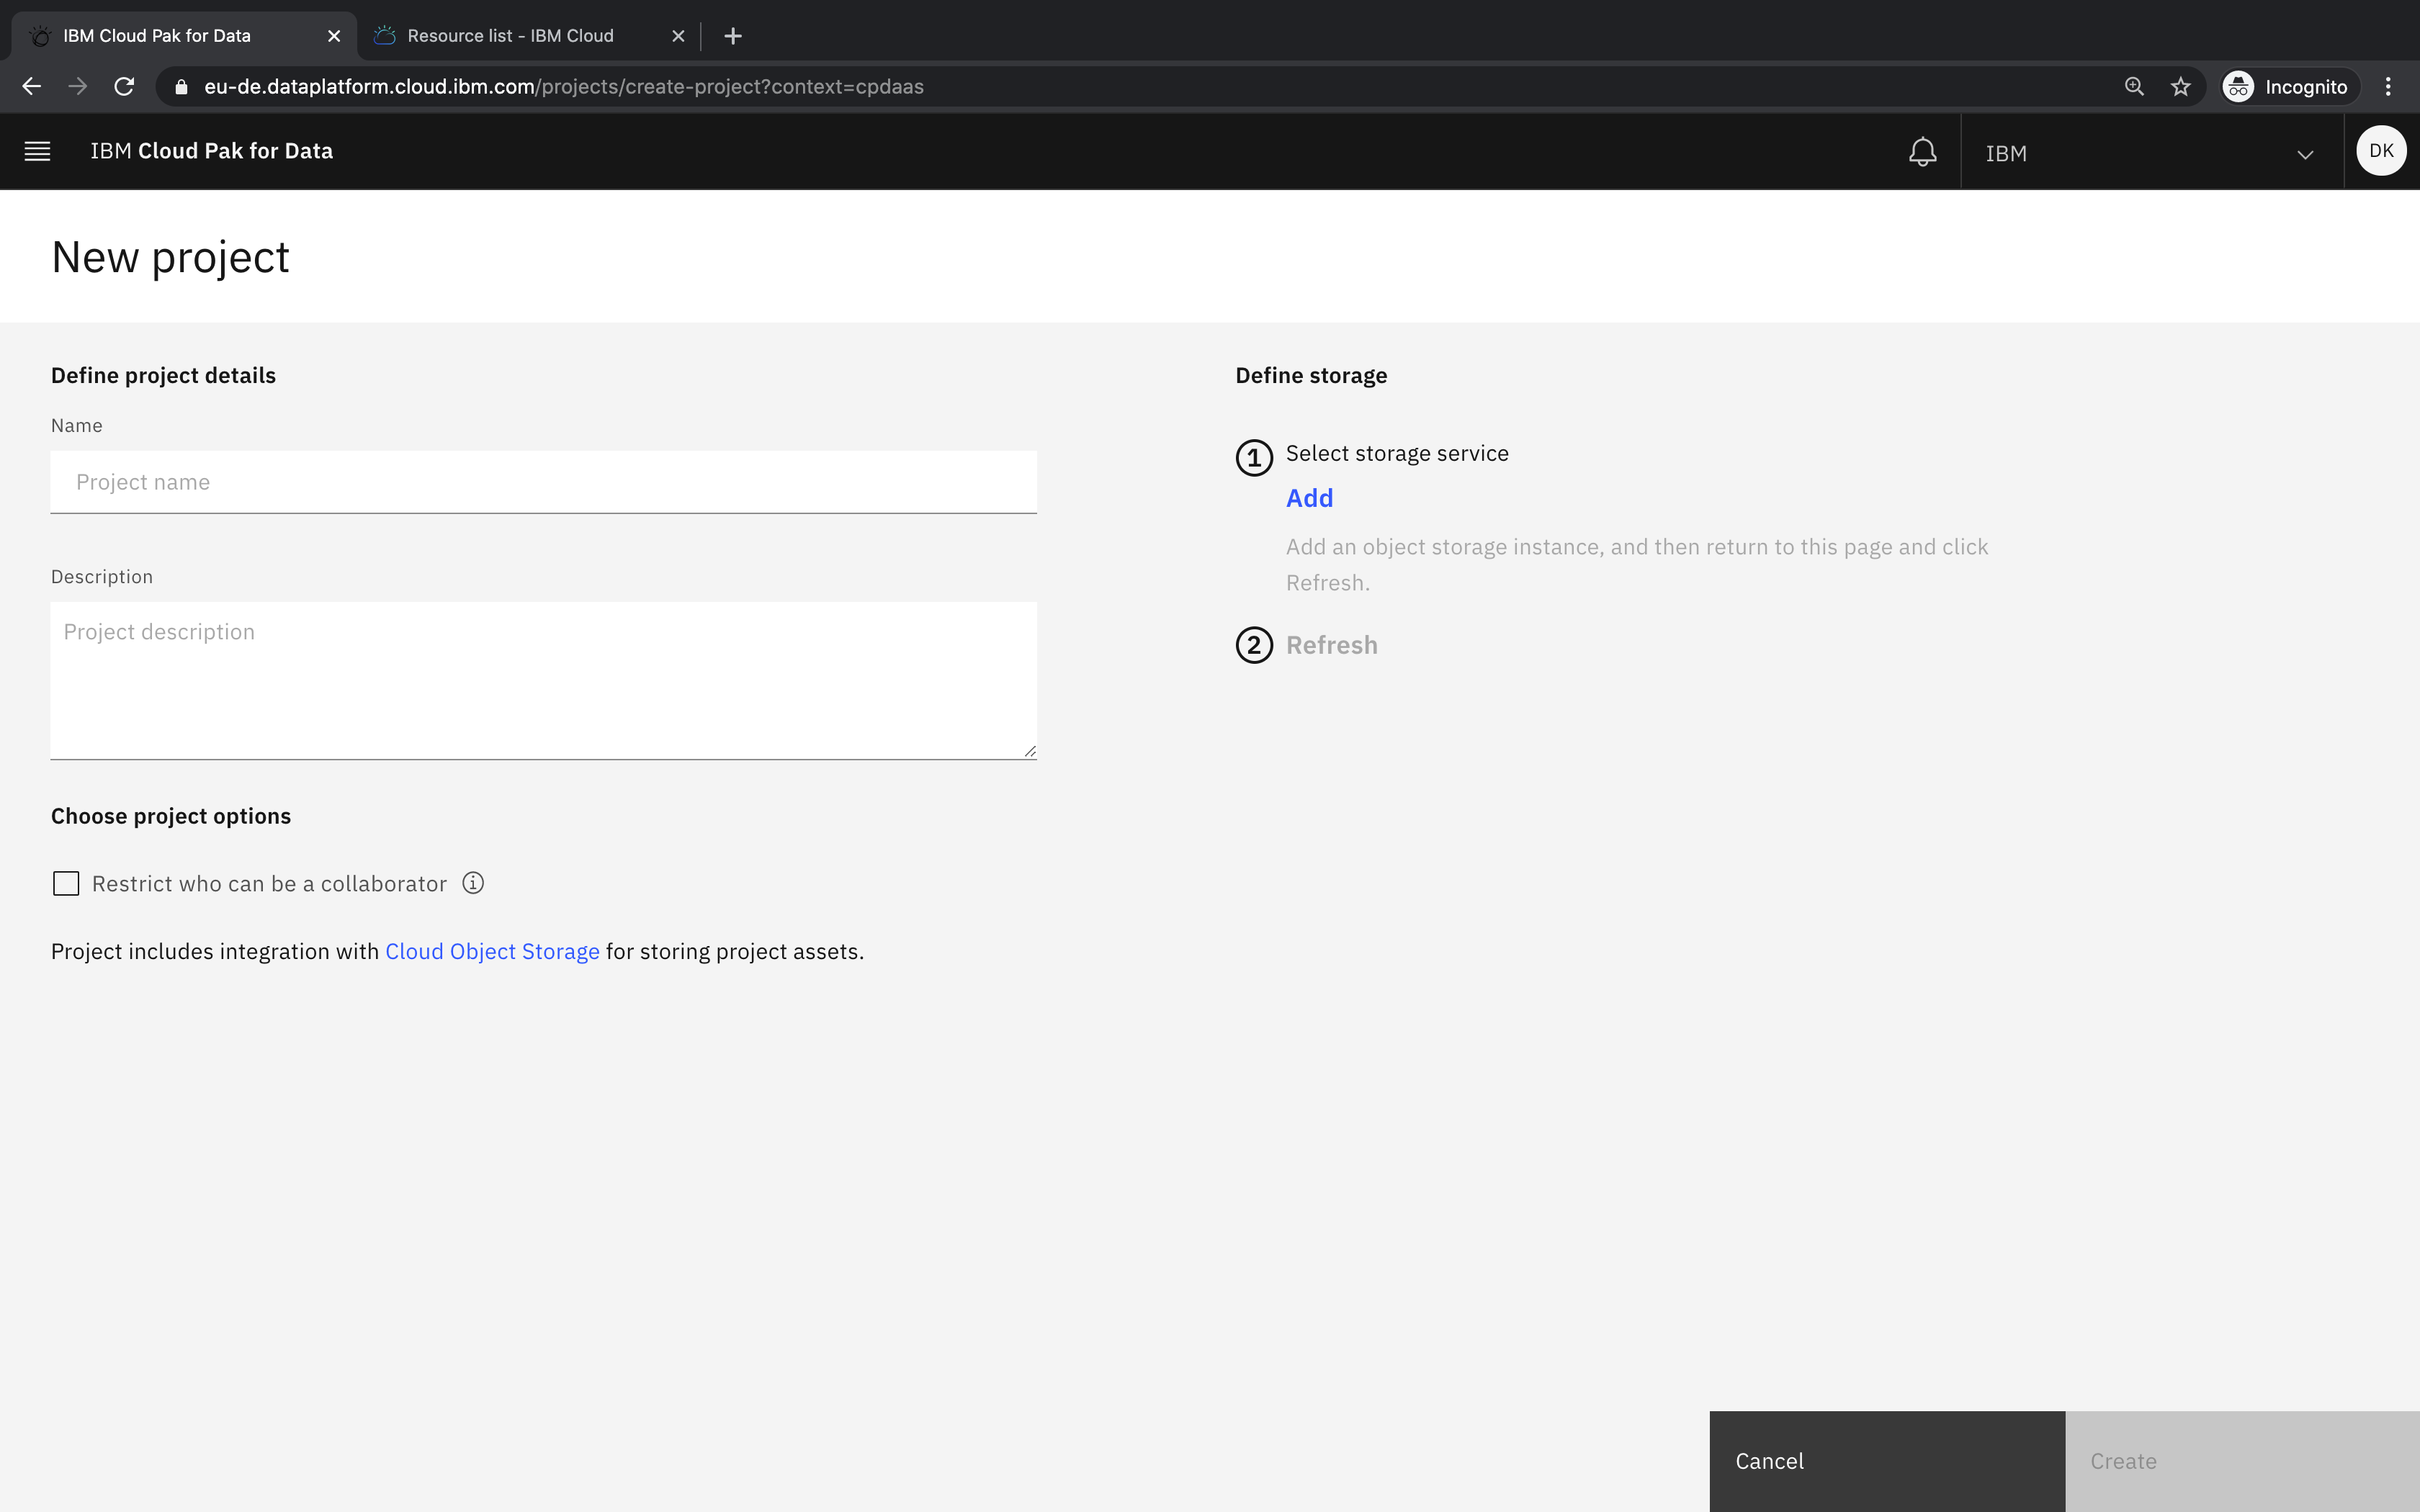 IBM Cloud Pak for Data
Resource list - IBM Cloud
eu-de.dataplatform.cloud.ibm.com/projects/create-project?context=cpdaas
Incognito
IBM Cloud Pak for Data
IBM
DK
New project
Define project details
Name
Project name
Description
Project description
Choose project options
Restrict who can be a collaborator
Project includes integration with Cloud Object Storage for storing project assets.
Define storage
1 Select storage service
Add
Add an object storage instance, and then return to this page and click
Refresh.
2 Refresh
Cancel
Create